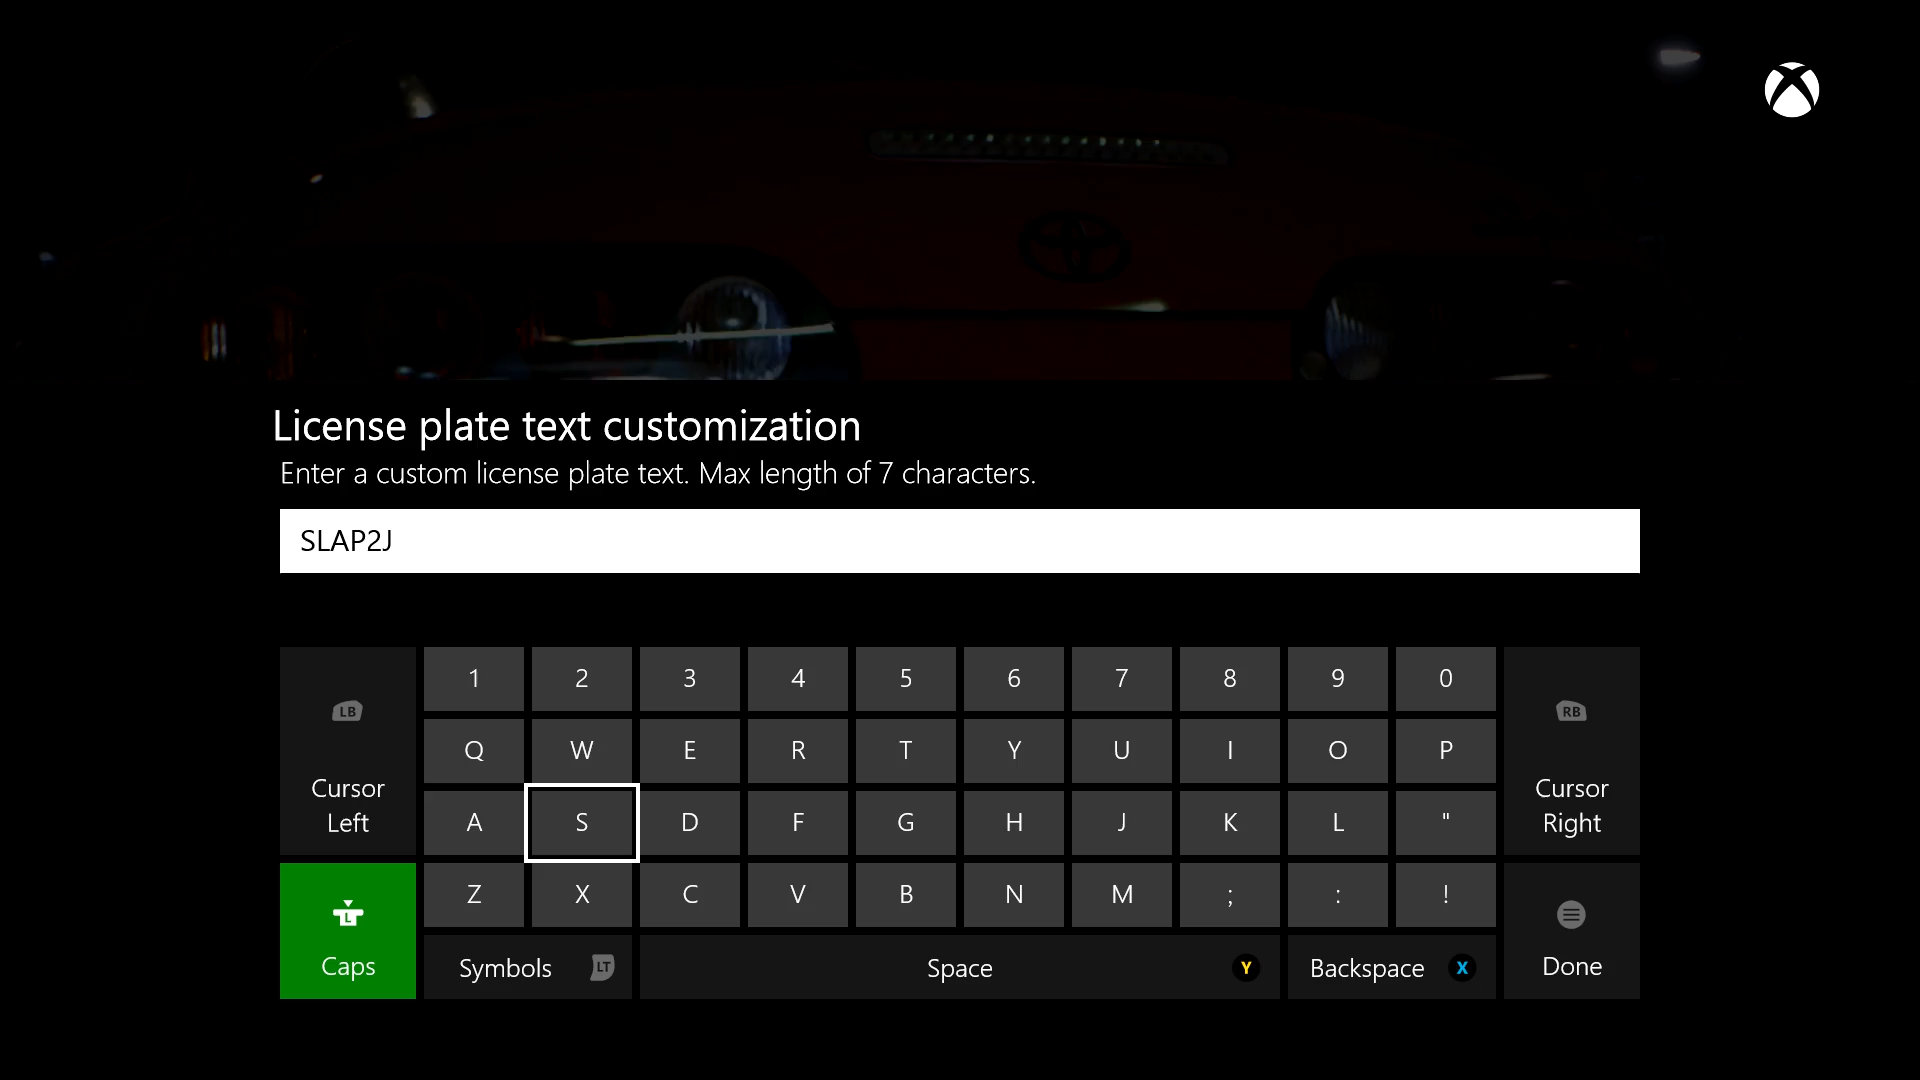 License plate text customization
Enter a custom license plate text. Max length of 7 characters.
SLAP2J
LB
Cursor
Left
1 2 3 4 5 6 7 8 9 0
RB
Cursor
Right
Q W E R T Y U I O P
A S D F G H J K L "
L
Caps
Z X C V B N M ; : !
Done
Symbols LT Space Y Backspace X